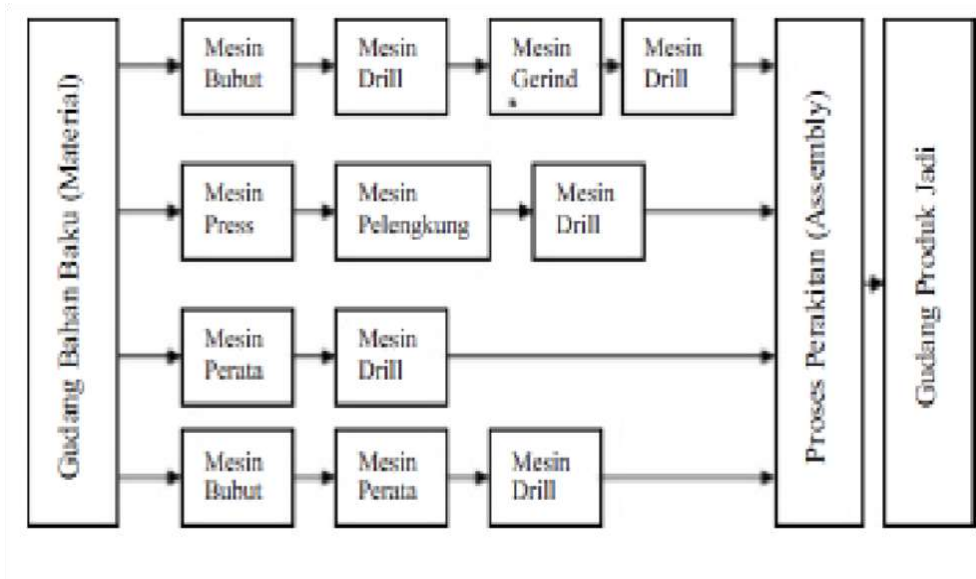 Gudang Bahan Baku (Material)
Mesin
Bubut
Mesin
Drill
Mesin
Gerind
a
Mesin
Drill
Mesin
Press
Mesin
Pelengkung
Mesin
Drill
Mesin
Perata
Mesin
Drill
Mesin
Bubut
Mesin
Perata
Mesin
Drill
Proses Perakitan (Assembly)
Gudang Produk Jadi